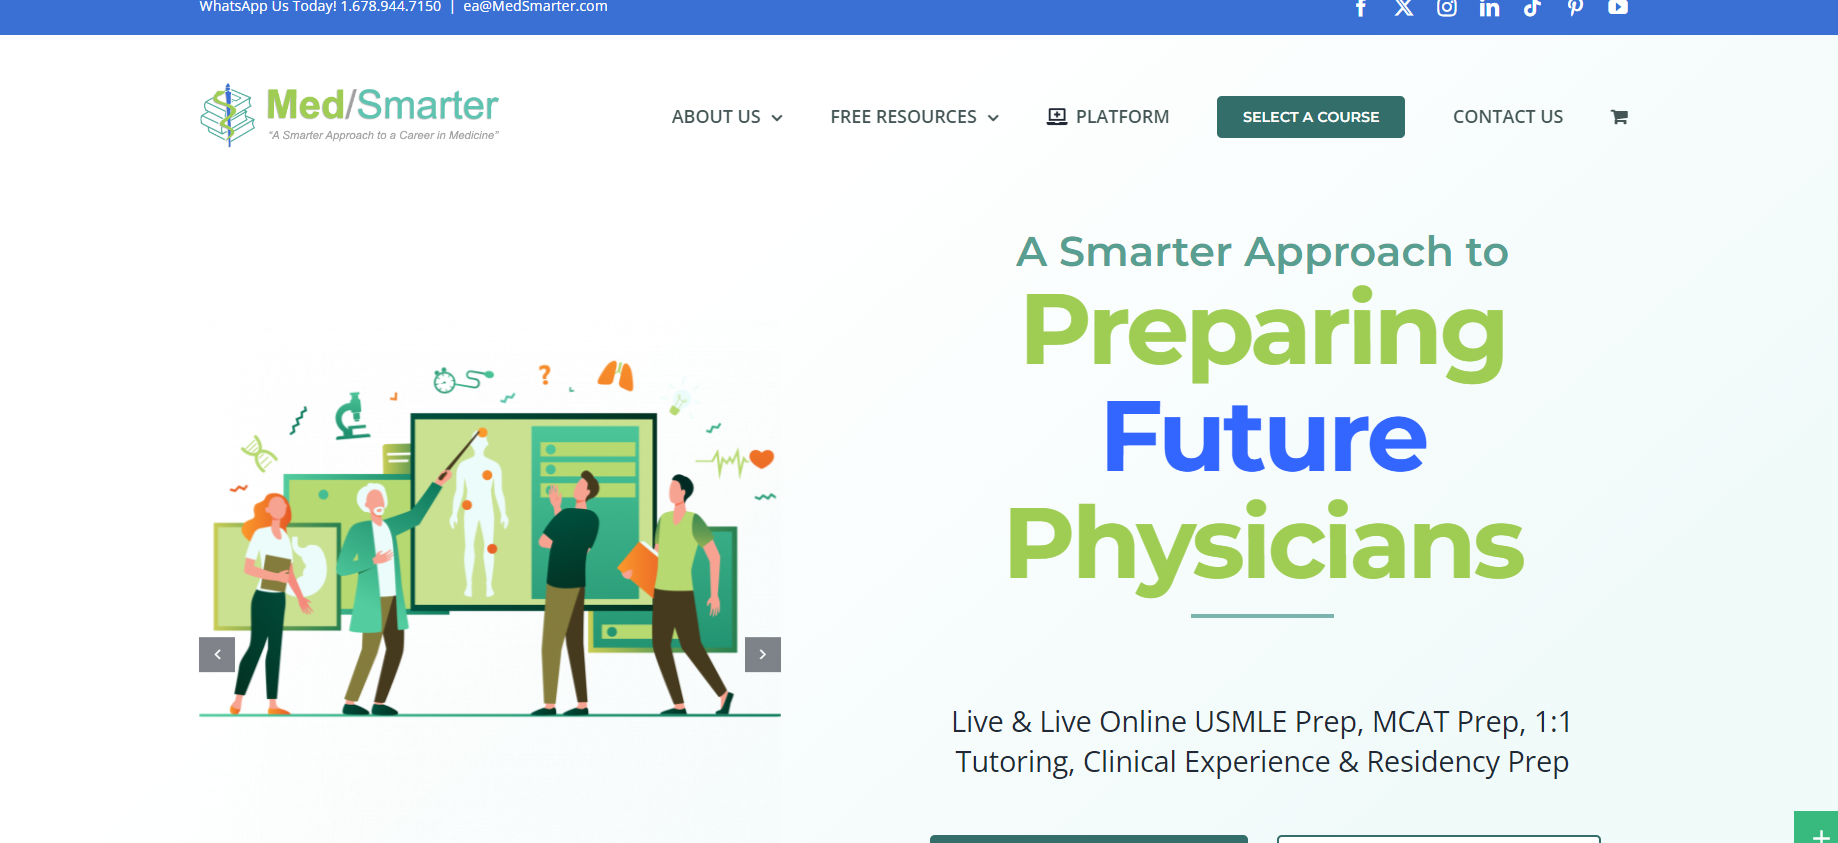 WhatsApp Us Today! 1.678.944.7150 | ea@MedSmarter.com
Med/Smarter
“A Smarter Approach to a Career in Medicine”
ABOUT US
FREE RESOURCES
PLATFORM
SELECT A COURSE
CONTACT US
A Smarter Approach to
Preparing
Future
Physicians
Live & Live Online USMLE Prep, MCAT Prep, 1:1
Tutoring, Clinical Experience & Residency Prep